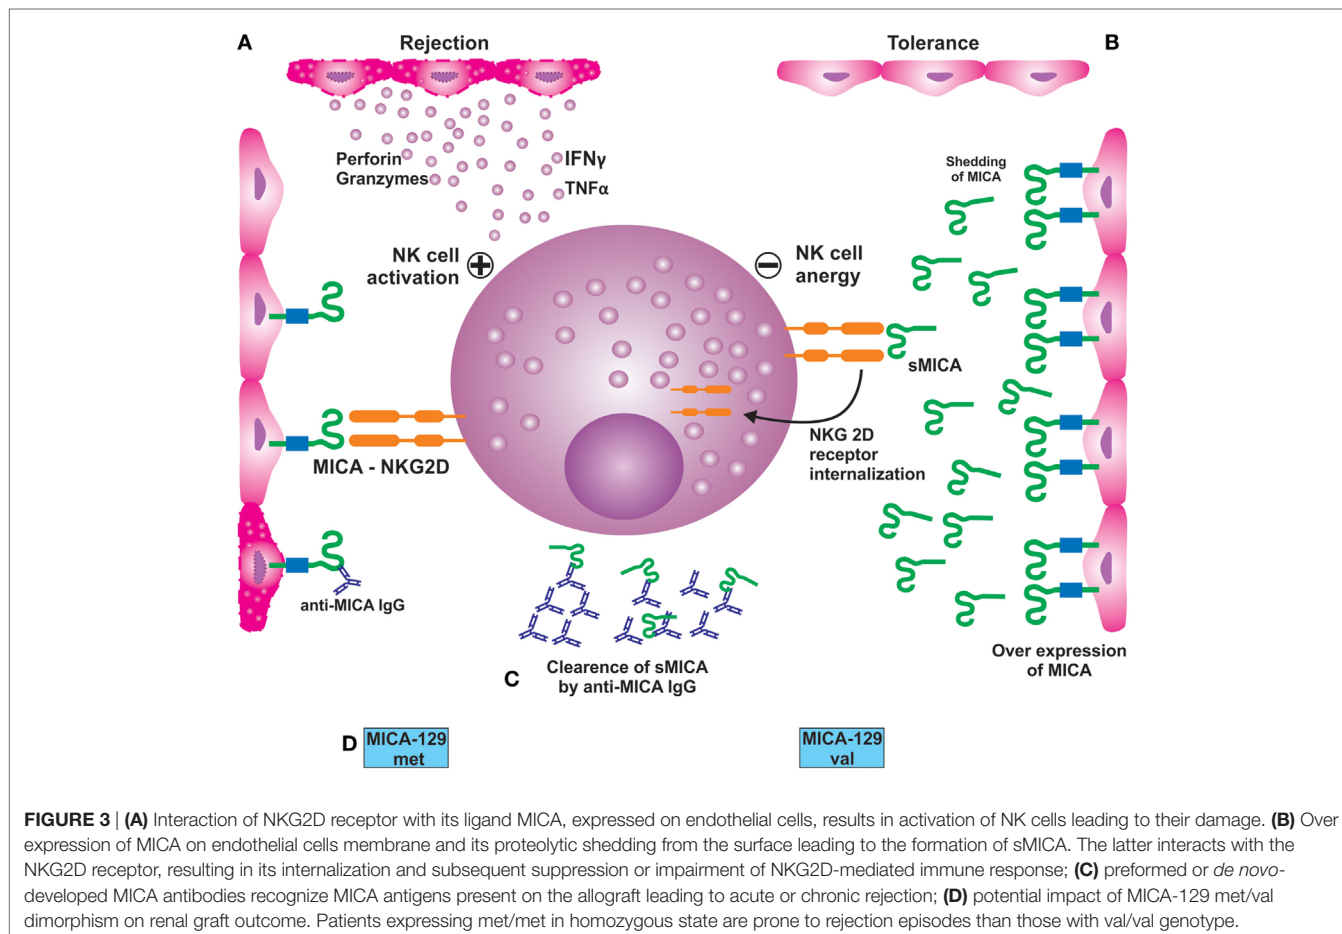 A
Rejection
Tolerance
B
Perforin
Granzymes
IFNγ
TNFα
Shedding
of MICA
NK cell
activation
+
−
NK cell
anergy
sMICA
NKG 2D
receptor
internalization
MICA - NKG2D
anti-MICA IgG
C
Clearence of sMICA
by anti-MICA IgG
Over expression
of MICA
D
MICA-129
met
MICA-129
val
FIGURE 3 | (A) Interaction of NKG2D receptor with its ligand MICA, expressed on endothelial cells, results in activation of NK cells leading to their damage. (B) Over
expression of MICA on endothelial cells membrane and its proteolytic shedding from the surface leading to the formation of sMICA. The latter interacts with the
NKG2D receptor, resulting in its internalization and subsequent suppression or impairment of NKG2D-mediated immune response; (C) preformed or de novo-
developed MICA antibodies recognize MICA antigens present on the allograft leading to acute or chronic rejection; (D) potential impact of MICA-129 met/val
dimorphism on renal graft outcome. Patients expressing met/met in homozygous state are prone to rejection episodes than those with val/val genotype.